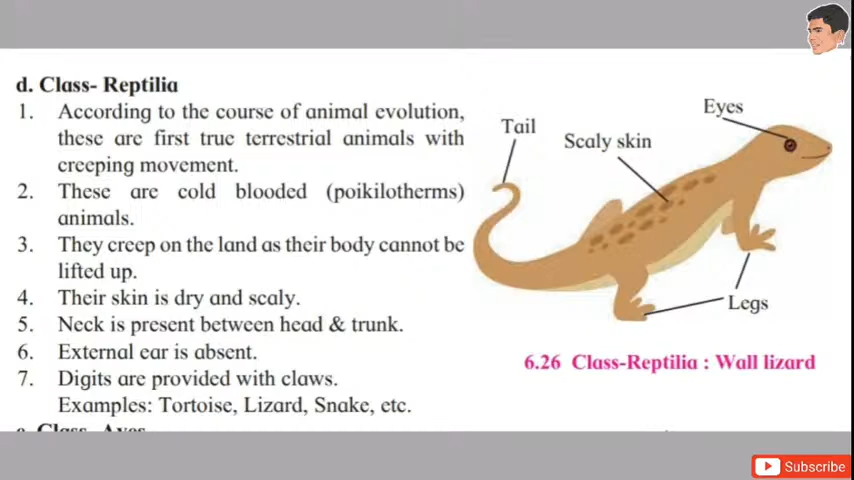 d. Class- Reptilia
1. According to the course of animal evolution,
these are first true terrestrial animals with
creeping movement.
2. These are cold blooded (poikilotherms)
animals.
3. They creep on the land as their body cannot be
lifted up.
4. Their skin is dry and scaly.
5. Neck is present between head & trunk.
6. External ear is absent.
7. Digits are provided with claws.
Examples: Tortoise, Lizard, Snake, etc.
Tail
Scaly skin
Eyes
Legs
6.26 Class-Reptilia : Wall lizard
Subscribe